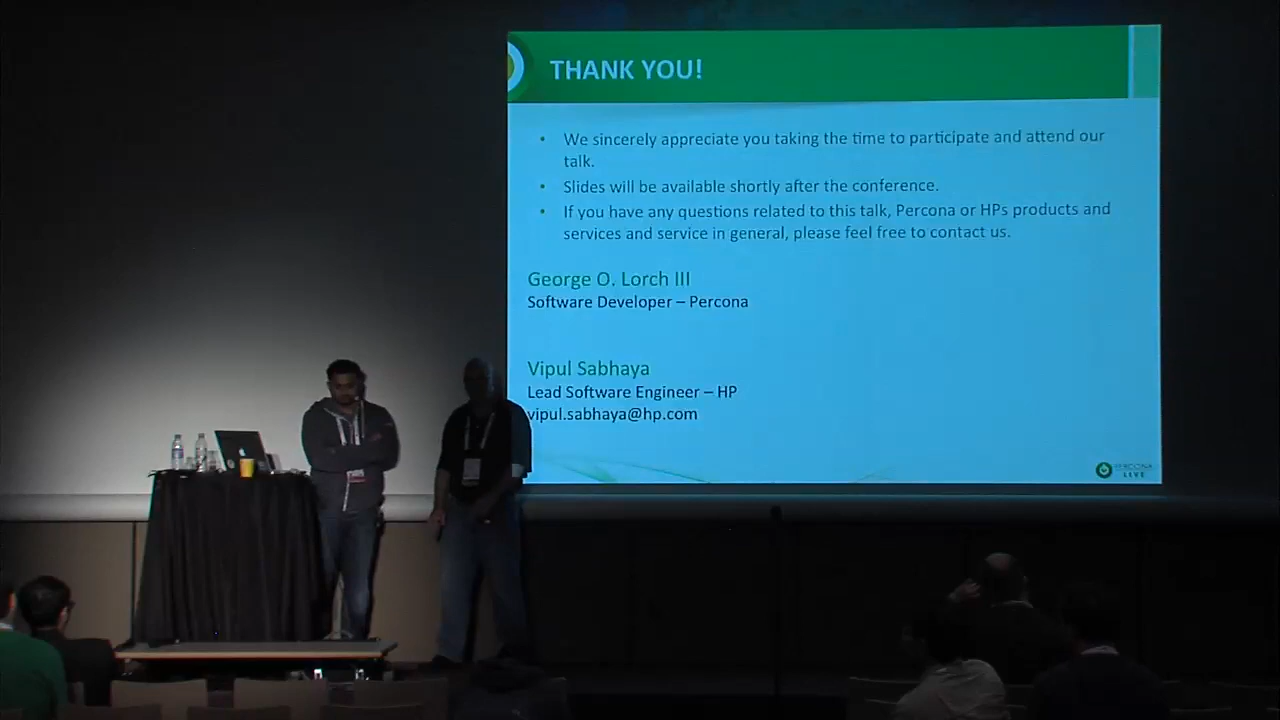 THANK YOU!
• We sincerely appreciate you taking the time to participate and attend our
talk.
• Slides will be available shortly after the conference.
• If you have any questions related to this talk, Percona or HPs products and
services and service in general, please feel free to contact us.
George O. Lorch III
Software Developer – Percona
Vipul Sabhaya
Lead Software Engineer – HP
vipul.sabhaya@hp.com
PERCONA
LIVE